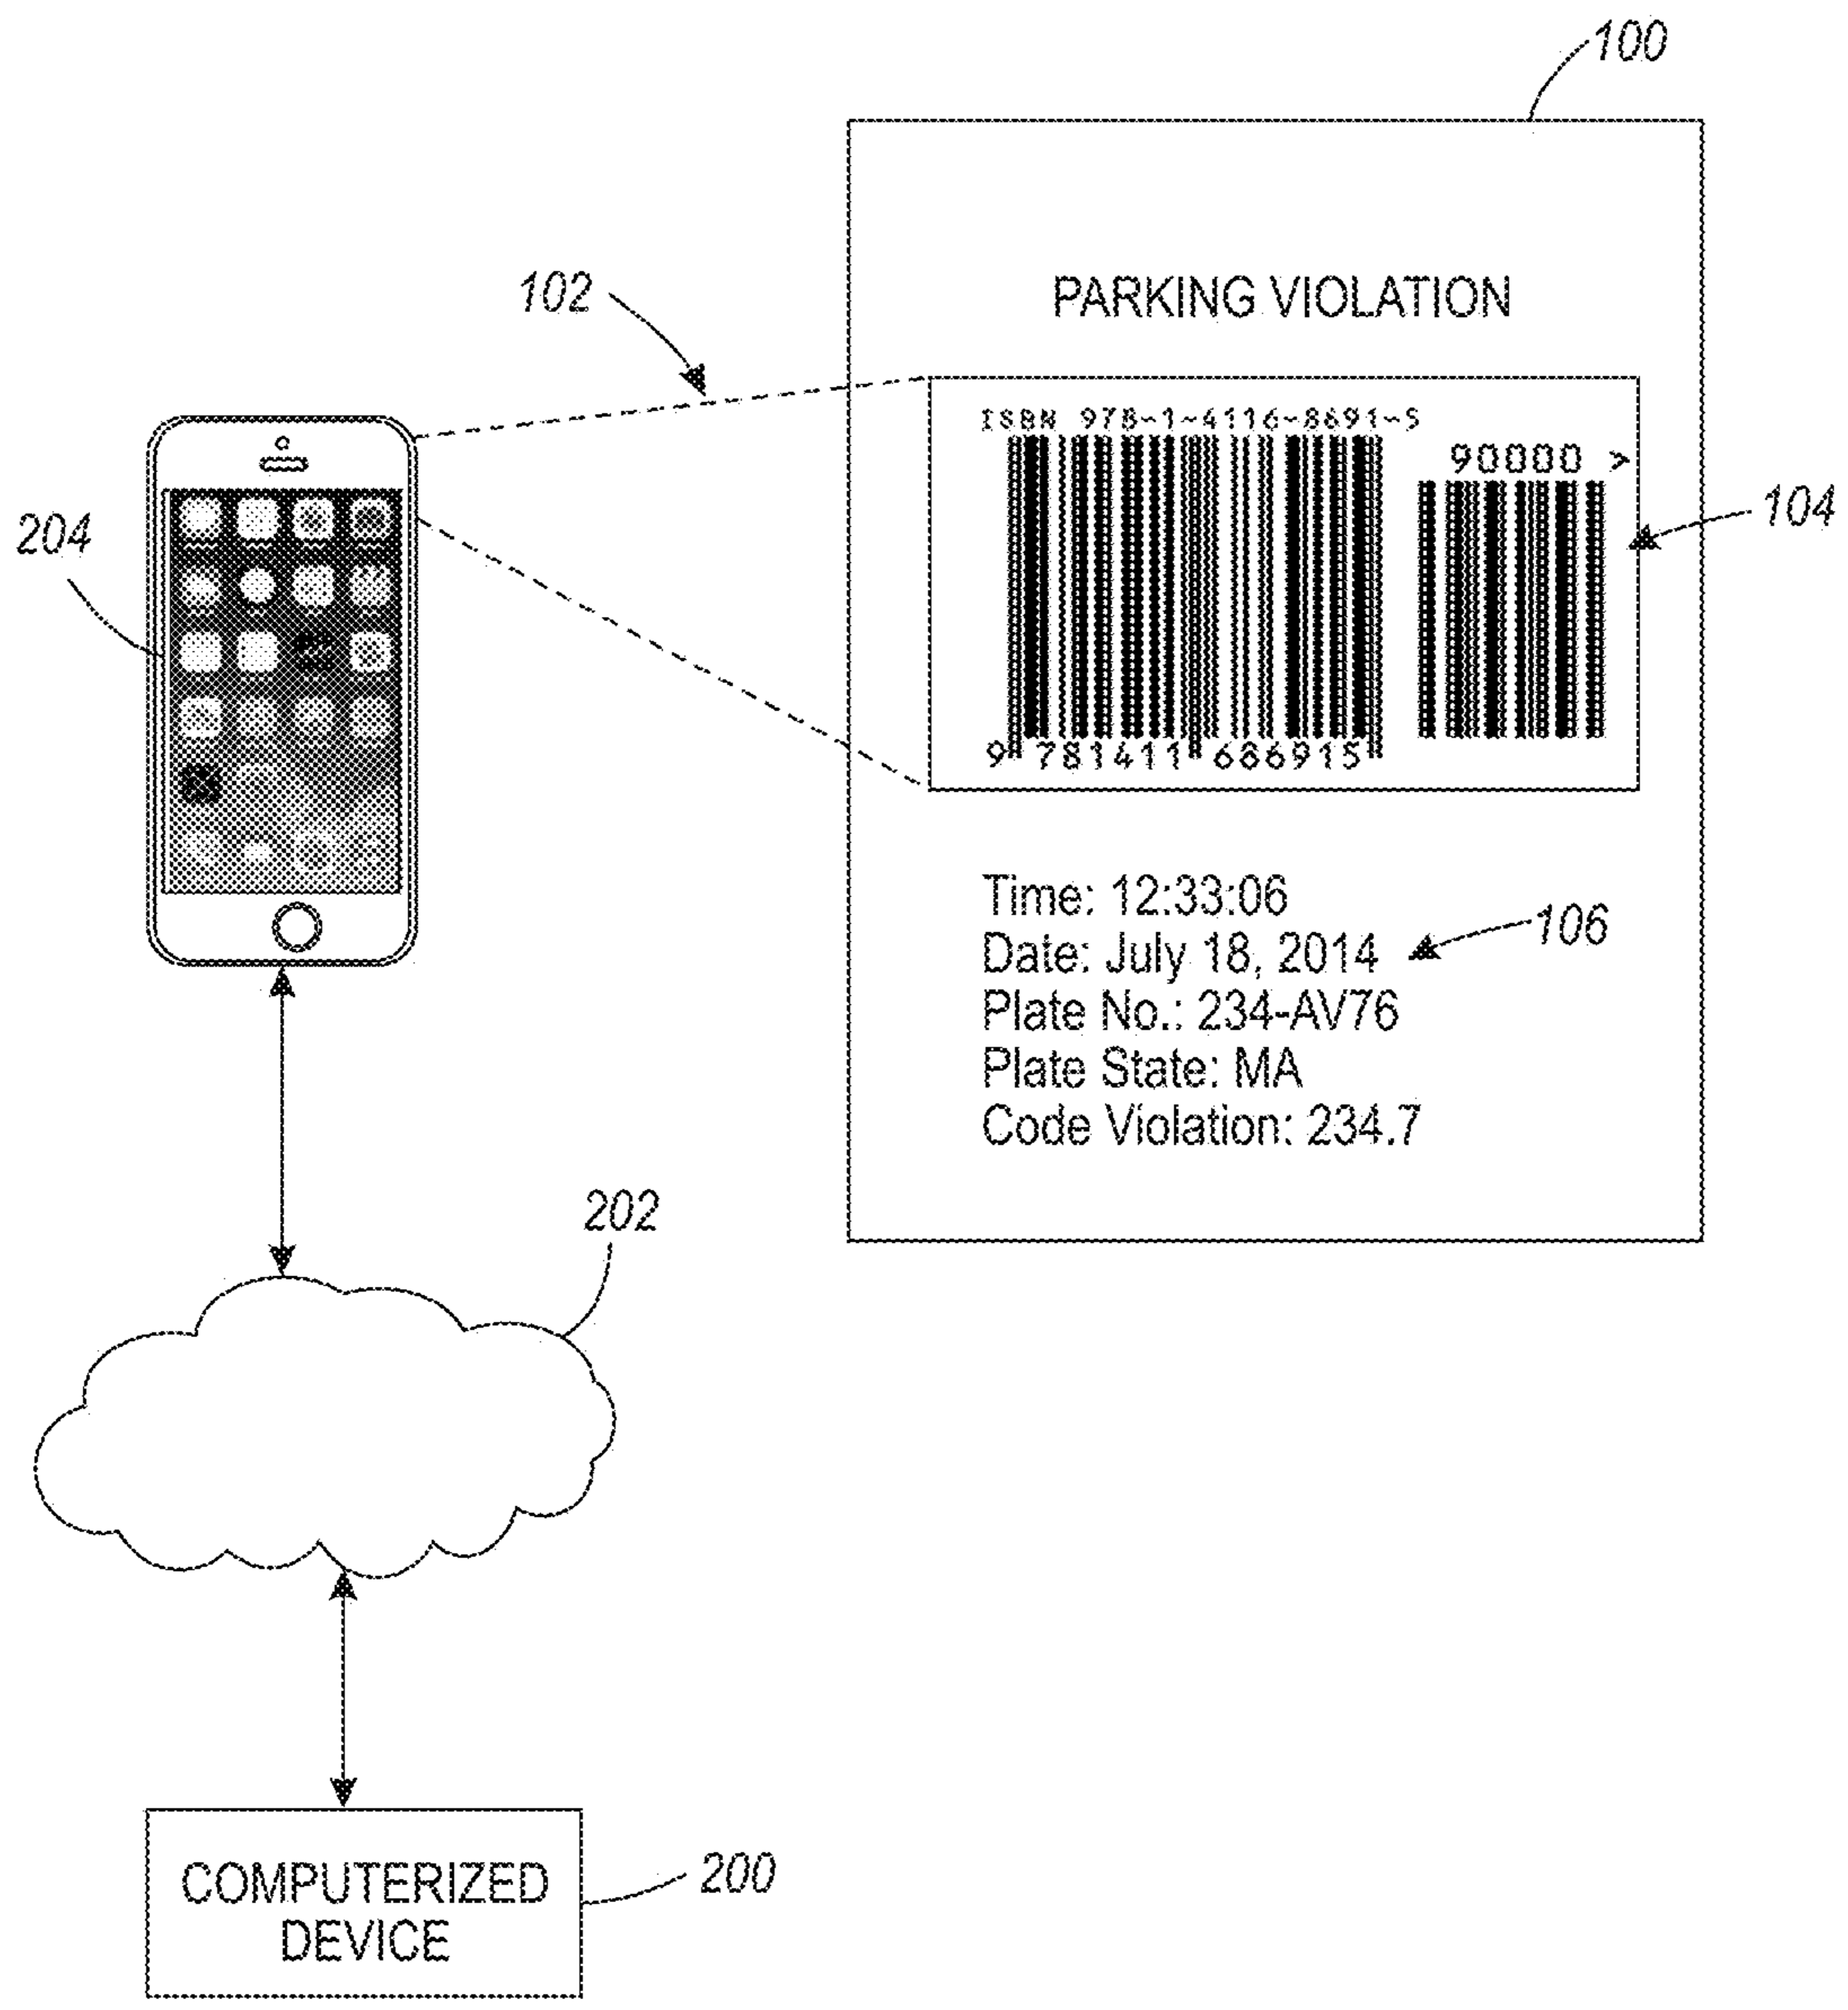 100
PARKING VIOLATION
102
ISBN 978-1-4116-8691-5
90000 >
104
204
9 781411 686915
Time: 12:33:06
106
Date: July 18, 2014
Plate No.: 234-AV76
Plate State: MA
Code Violation: 234.7
202
COMPUTERIZED
DEVICE
200